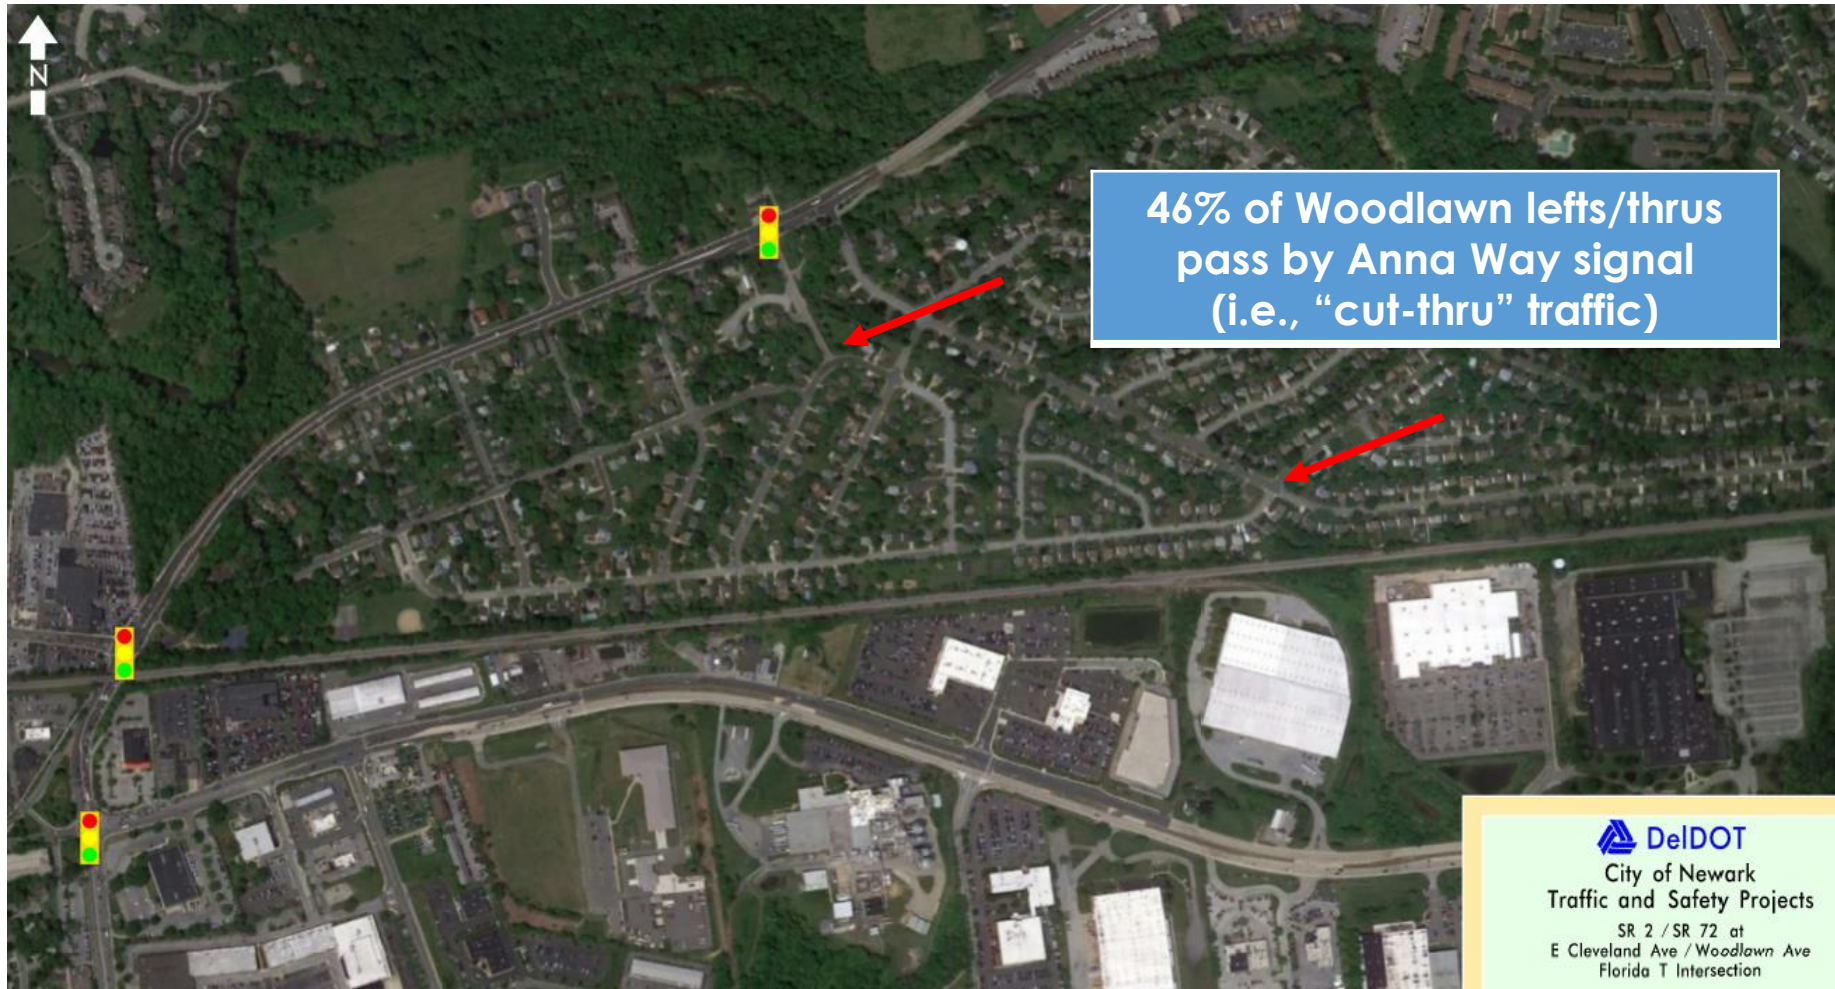 N
46% of Woodlawn lefts/thrus
pass by Anna Way signal
(i.e., “cut-thru” traffic)
DelDOT
City of Newark
Traffic and Safety Projects
SR 2 / SR 72 at
E Cleveland Ave / Woodlawn Ave
Florida T Intersection